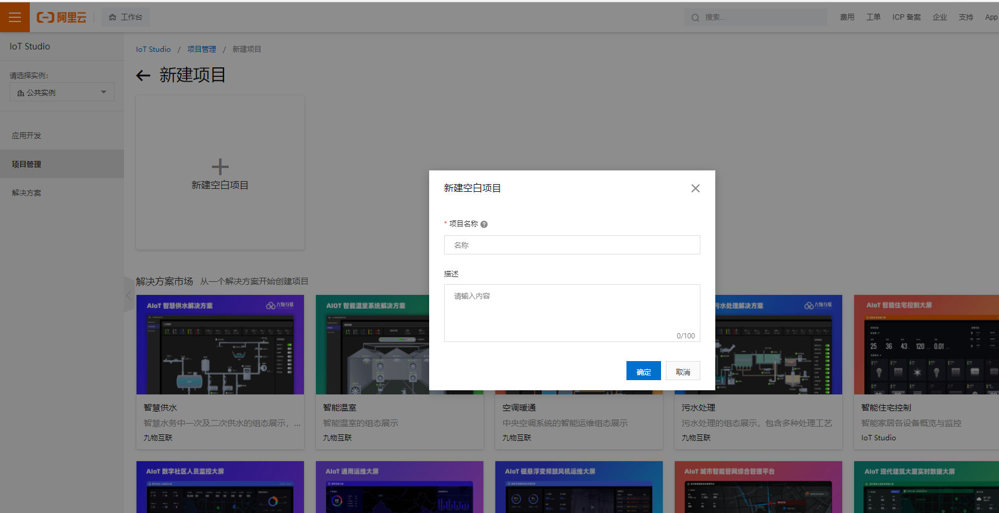 阿里云
工作台
搜索...
费用
工单
ICP 备案
企业
支持
App
IoT Studio
请选择实例:
公共实例
应用开发
项目管理
解决方案
IoT Studio / 项目管理 / 新建项目
新建项目
新建空白项目
新建空白项目
* 项目名称
名称
描述
请输入内容
0/100
确定
取消
解决方案市场 从一个解决方案开始创建项目
AIoT 智慧供水解决方案
九物互联
智慧供水
智慧水务中一次及二次供水的组态展示，...
九物互联
AIOT 智能温室系统解决方案
智能温室
智能温室的组态展示
九物互联
空调暖通
中央空调系统的智能运维组态展示
九物互联
污水处理解决方案
九物互联
污水处理
污水处理的组态展示，包含多种处理工艺
九物互联
AIoT 智能住宅控制大屏
25 36 43 120 0.01
智能住宅控制
智能家居各设备概览与监控
IoT Studio
AIoT 数字社区人员监控大屏
AIoT 通用运维大屏
AIoT 磁悬浮变频鼓风机运维大屏
AIoT 城市智能管网综合管理平台
AIoT 现代建筑大厦实时数据大屏